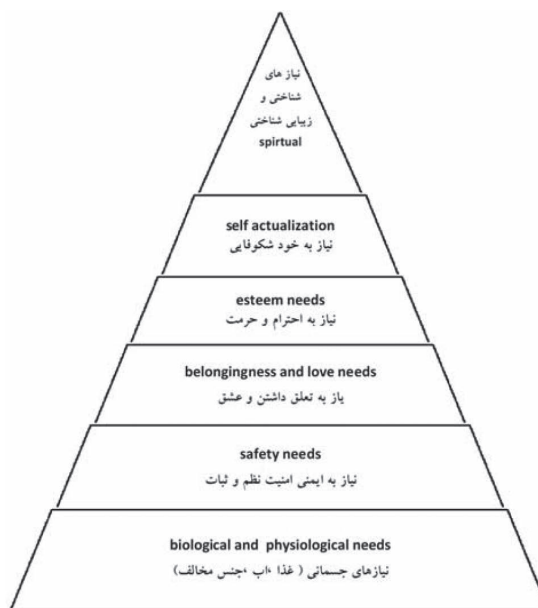 نیاز های
شناختی و
زیبایی شناختی
spirtual
self actualization
نیاز به خود شکوفایی
esteem needs
نیاز به احترام و حرمت
belongingness and love needs
یاز به تعلق داشتن و عشق
safety needs
نیاز به ایمنی امنیت نظم و ثبات
biological and physiological needs
نیازهای جسمانی ( غذا ،اب ،جنس مخالف)